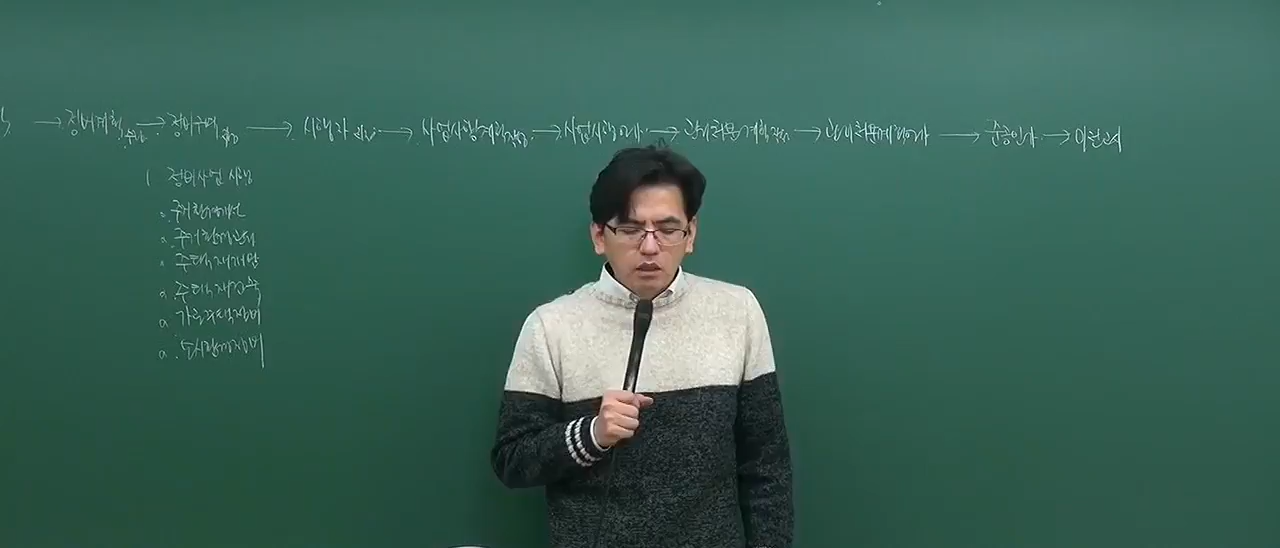 → 정비계획 수립 → 정비구역 지정 → 시행자 → 사업시행계획 작성 → 사업시행인가 → 관리처분계획 작성 → 관리처분계획인가 → 준공인가 → 이전고시
1 정비사업 시행
주거환경개선
주거환경관리
주택재개발
주택재건축
가로주택정비
도시환경정비